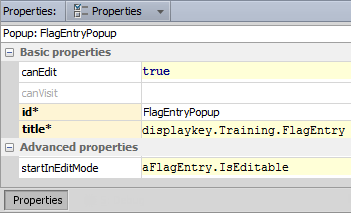 Properties: Properties
Popup: FlagEntryPopup
Basic properties
canEdit true
canVisit
id* FlagEntryPopup
title* displaykey.Training.FlagEntry
Advanced properties
startInEditMode aFlagEntry.IsEditable
Properties